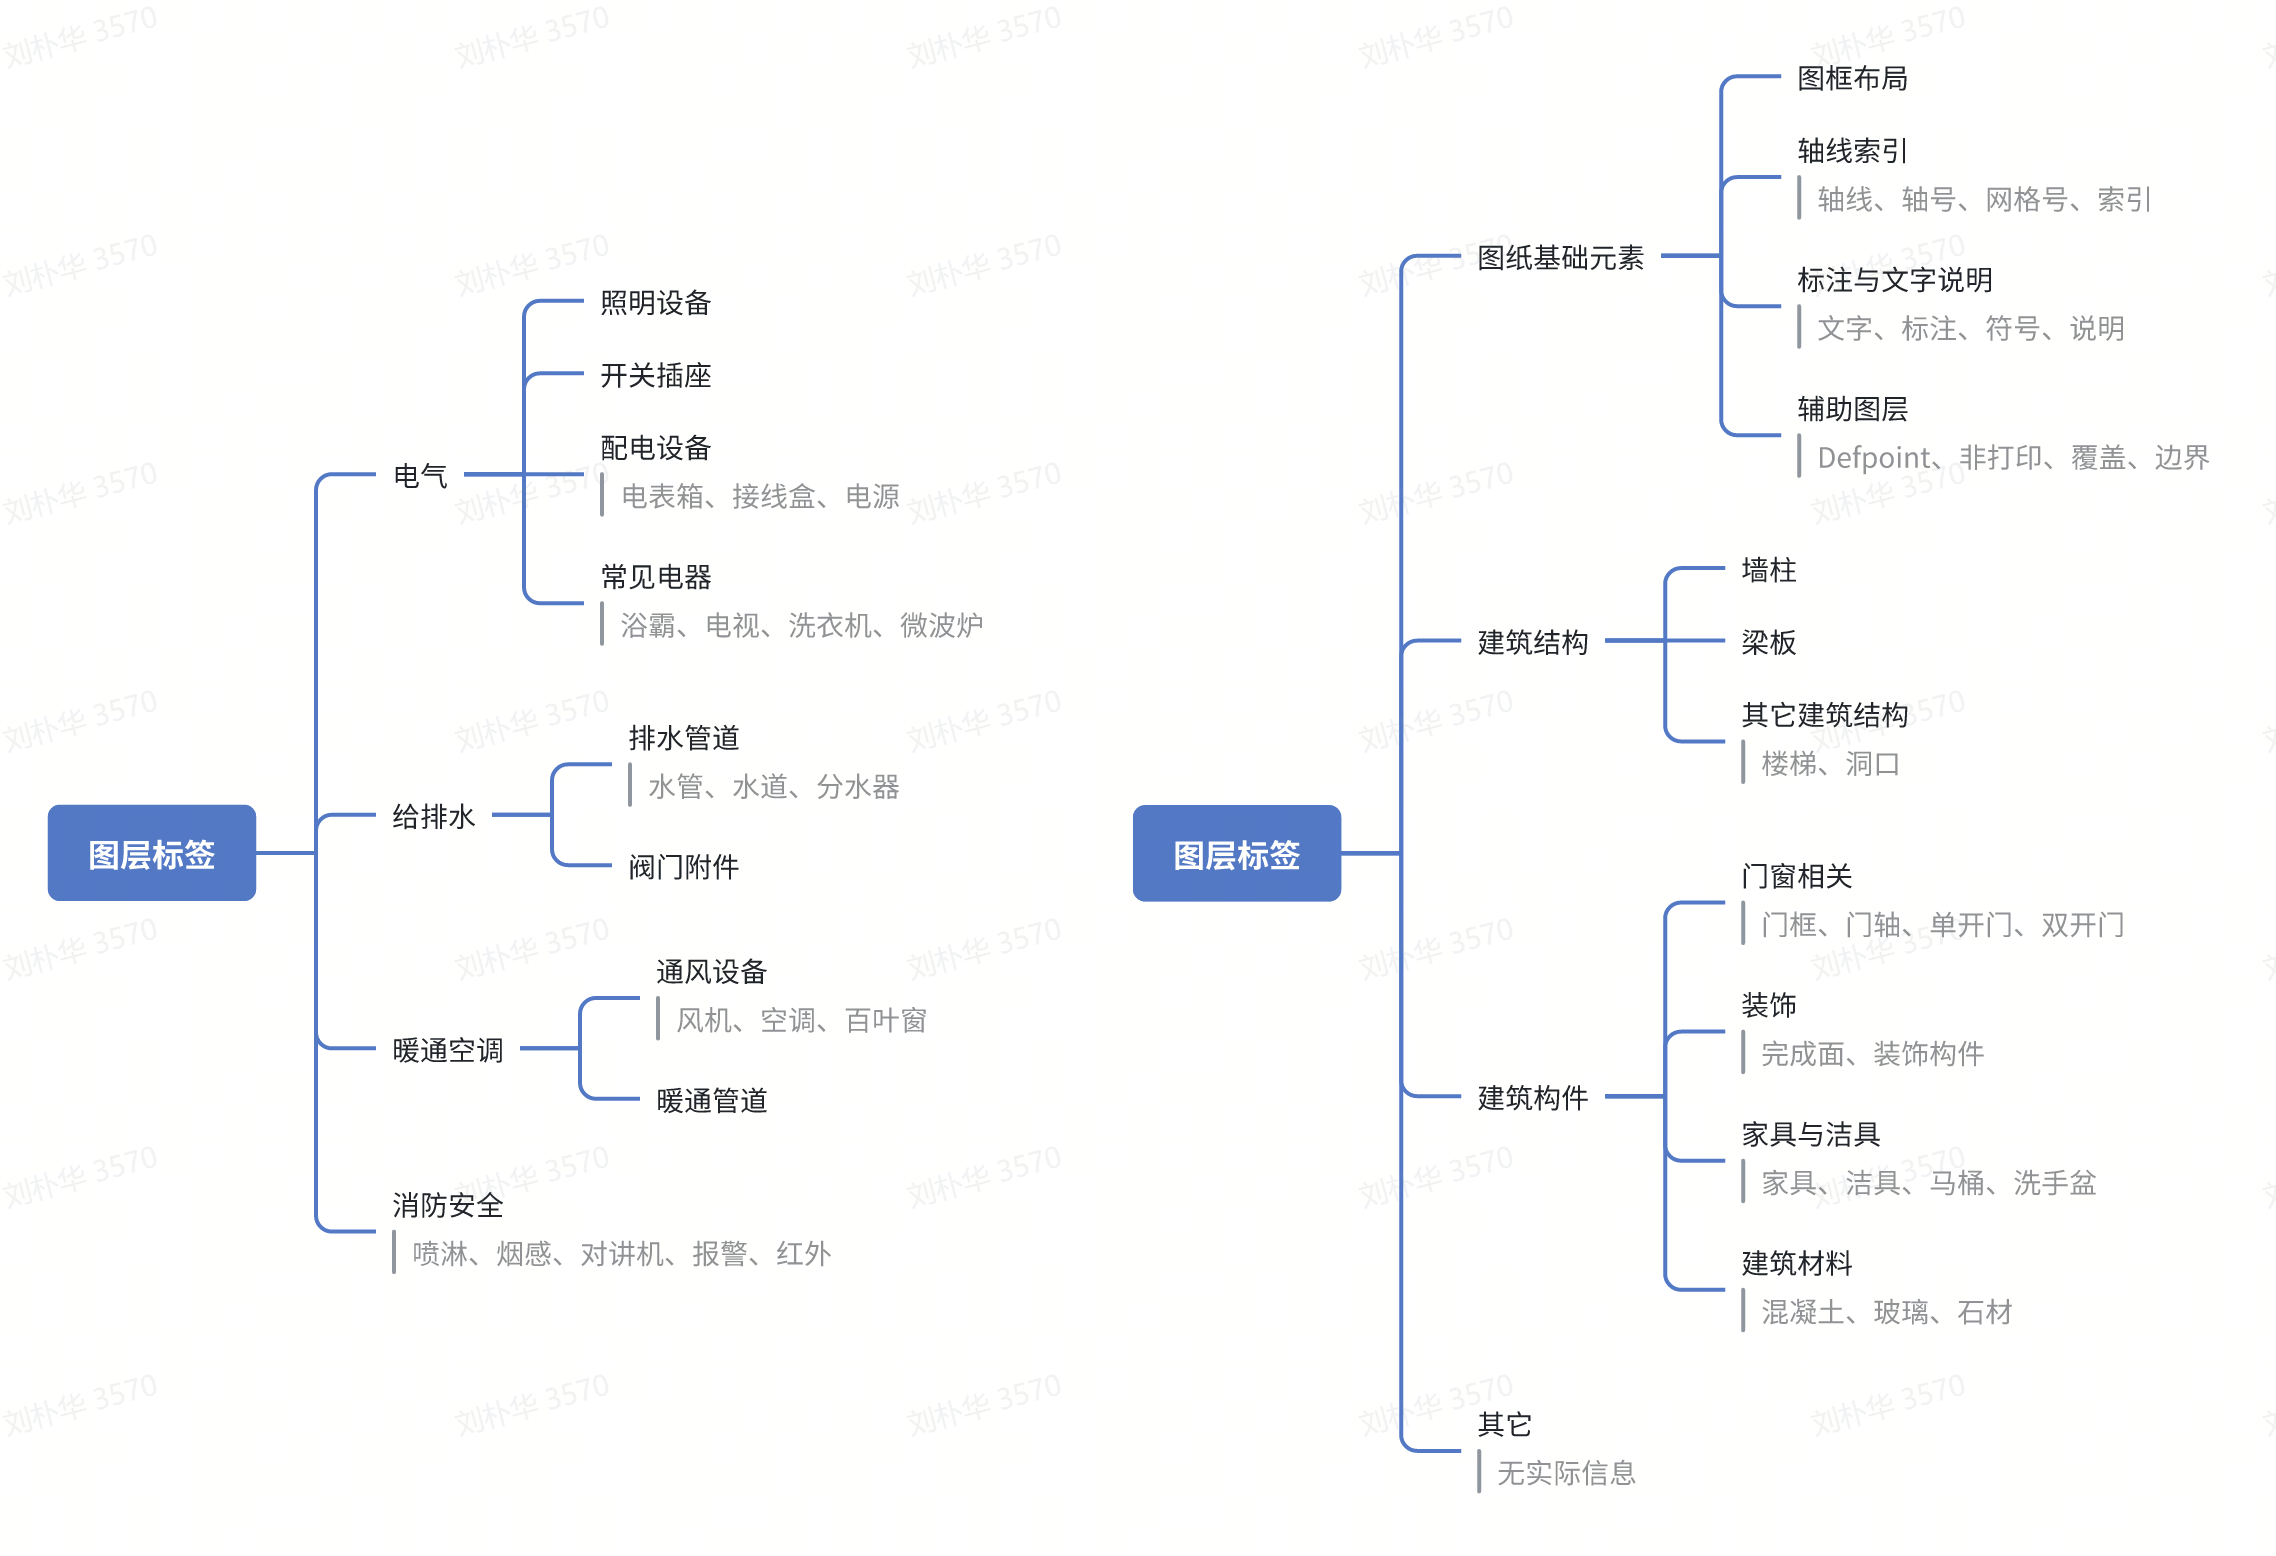 图层标签
电气
照明设备
开关插座
配电设备
电表箱、接线盒、电源
常见电器
浴霸、电视、洗衣机、微波炉
给排水
排水管道
水管、水道、分水器
阀门附件
暖通空调
通风设备
风机、空调、百叶窗
暖通管道
消防安全
喷淋、烟感、对讲机、报警、红外
图层标签
图纸基础元素
图框布局
轴线索引
轴线、轴号、网格号、索引
标注与文字说明
文字、标注、符号、说明
辅助图层
Defpoint、非打印、覆盖、边界
建筑结构
墙柱
梁板
其它建筑结构
楼梯、洞口
建筑构件
门窗相关
门框、门轴、单开门、双开门
装饰
完成面、装饰构件
家具与洁具
家具、洁具、马桶、洗手盆
建筑材料
混凝土、玻璃、石材
其它
无实际信息
刘朴华 3570